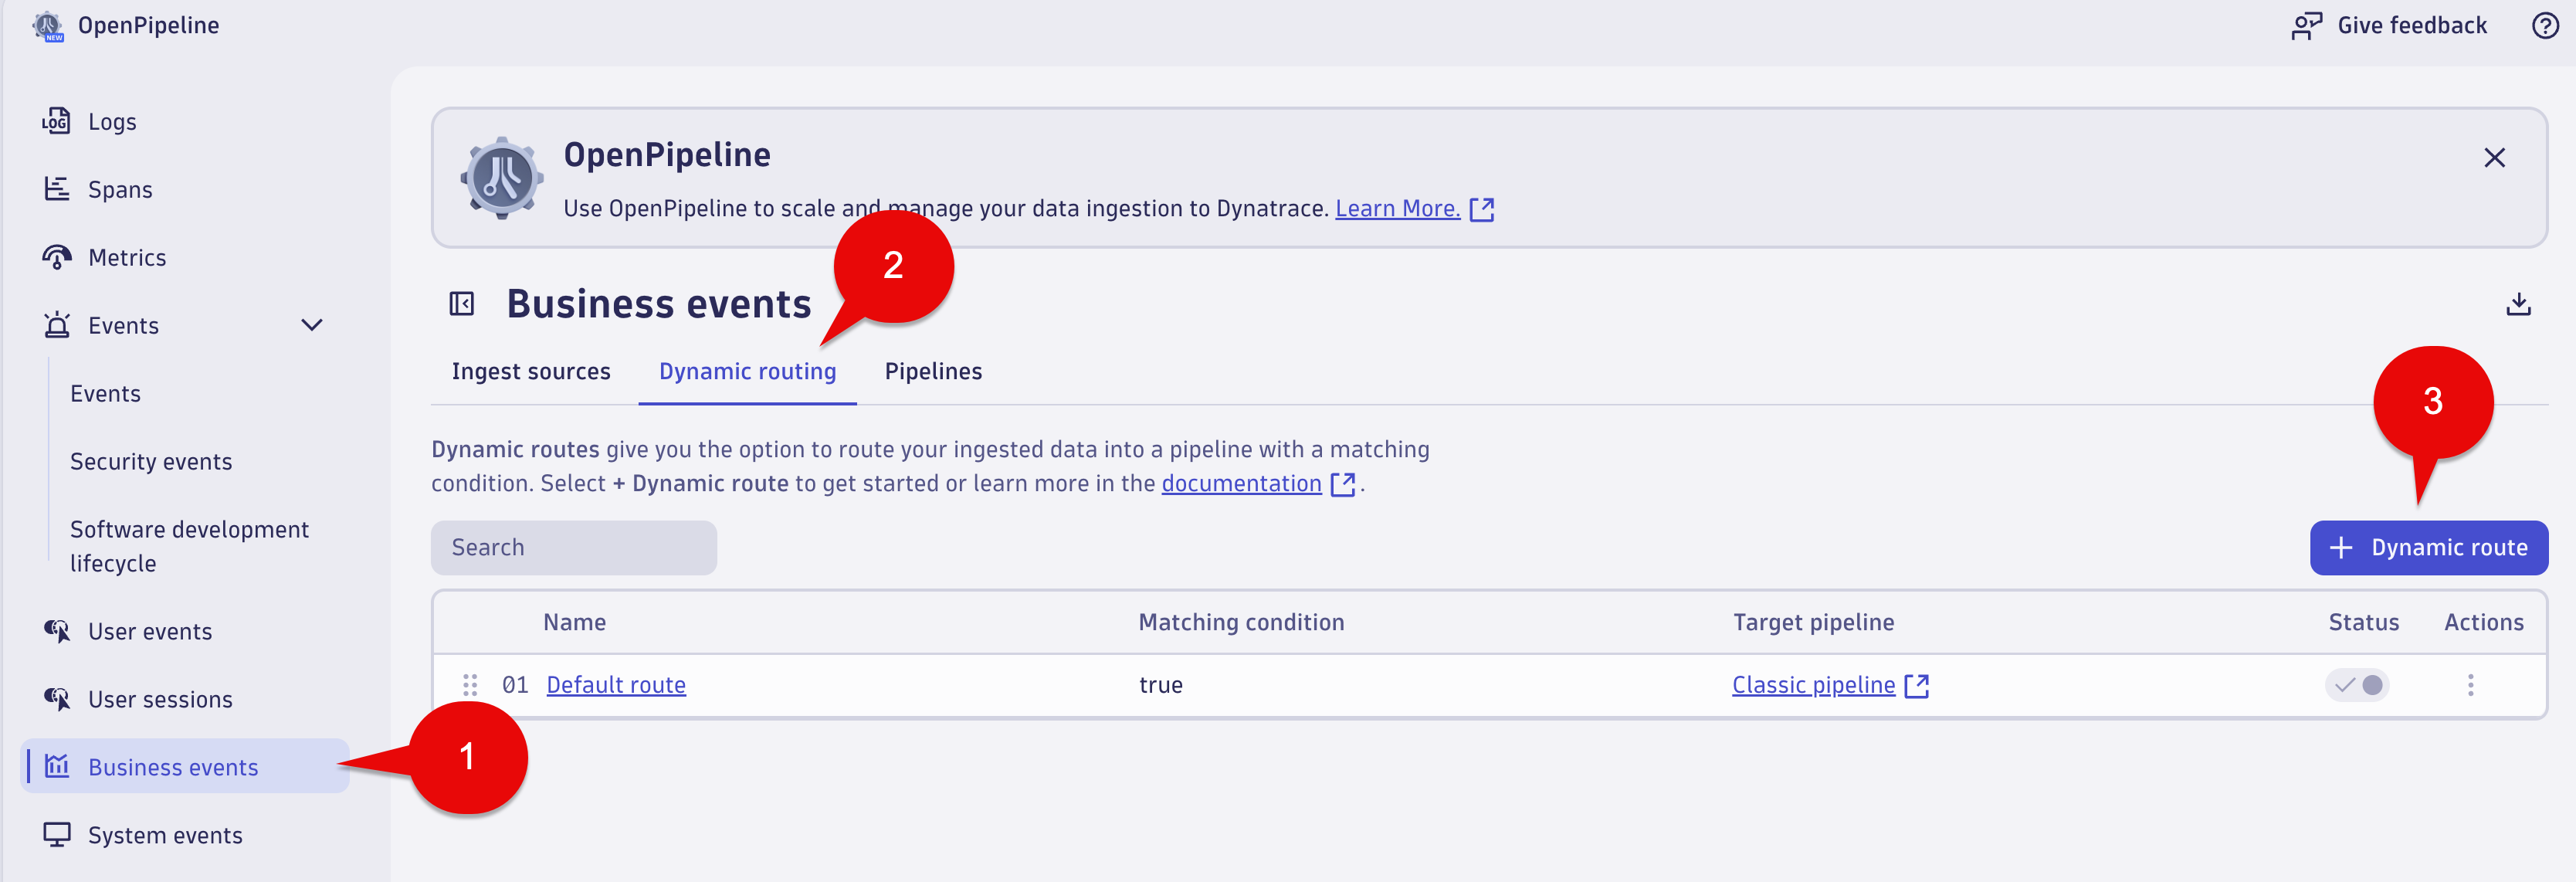 OpenPipeline
Give feedback
NEW
LOG
Logs
Spans
Metrics
Events
Events
Security events
Software development
lifecycle
User events
User sessions
Business events
System events
OpenPipeline
Use OpenPipeline to scale and manage your data ingestion to Dynatrace. Learn More.
2
Business events
Ingest sources
Dynamic routing
Pipelines
3
Dynamic routes give you the option to route your ingested data into a pipeline with a matching
condition. Select + Dynamic route to get started or learn more in the documentation .
Search
+ Dynamic route
Name
Matching condition
Target pipeline
Status
Actions
01 Default route
true
Classic pipeline
1